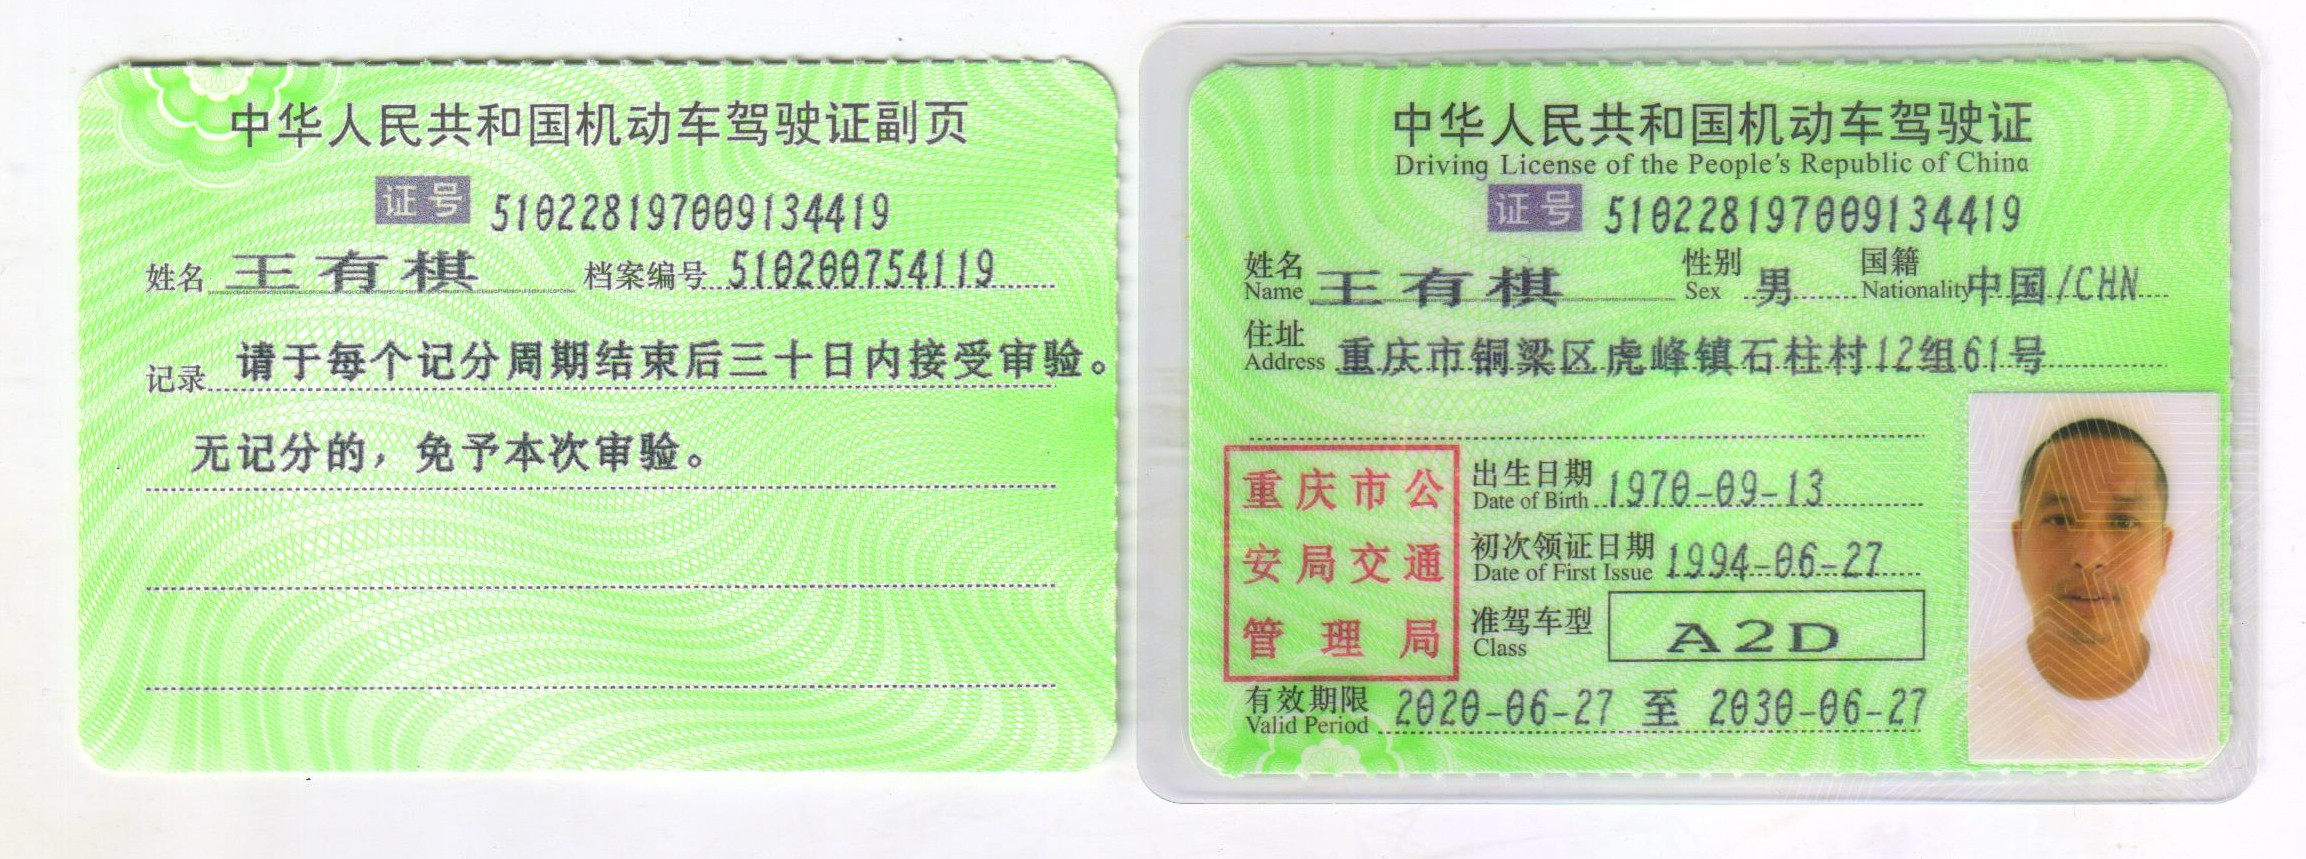 中华人民共和国机动车驾驶证副页
证号 510228197009134419
姓名 王有棋 档案编号 510200754119
记录 请于每个记分周期结束后三十日内接受审验。
无记分的，免予本次审验。
中华人民共和国机动车驾驶证
Driving License of the People's Republic of China
证号 510228197009134419
姓名 王有棋 性别 男 国籍 中国/CHN
Name Sex Nationality
住址 重庆市铜梁区虎峰镇石柱村12组61号
Address
重庆市公
安局交通
管理局
出生日期 1970-09-13
Date of Birth
初次领证日期 1994-06-27
Date of First Issue
准驾车型 A2D
Class
有效期限 2020-06-27 至 2030-06-27
Valid Period